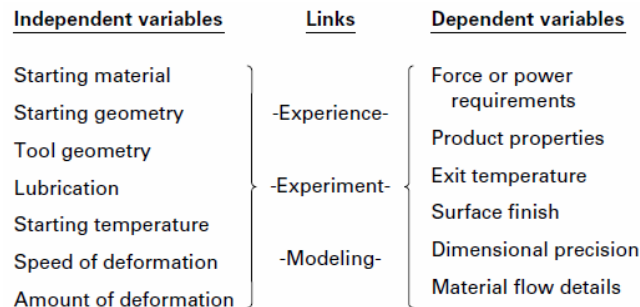 Independent variables
Links
Dependent variables
Starting material
Starting geometry
Tool geometry
Lubrication
Starting temperature
Speed of deformation
Amount of deformation
-Experience-
-Experiment-
-Modeling-
Force or power
requirements
Product properties
Exit temperature
Surface finish
Dimensional precision
Material flow details